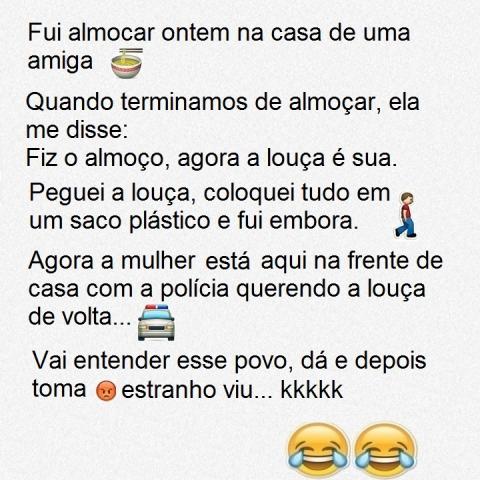 Fui almocar ontem na casa de uma
amiga
Quando terminamos de almoçar, ela
me disse:
Fiz o almoço, agora a louça é sua.
Peguei a louça, coloquei tudo em
um saco plástico e fui embora.
Agora a mulher está aqui na frente de
casa com a polícia querendo a louça
de volta...
Vai entender esse povo, dá e depois
toma 😡 estranho viu... kkkkk